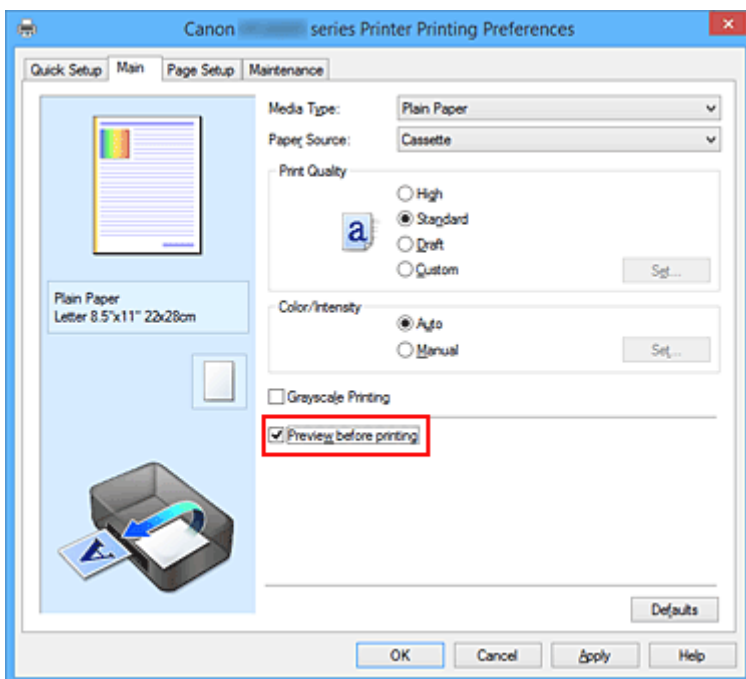 Canon series Printer Printing Preferences
Quick Setup Main Page Setup Maintenance
Media Type: Plain Paper
Paper Source: Cassette
Print Quality
High
Standard
Draft
Custom Set...
a
Plain Paper
Letter 8.5"x11" 22x28cm
Color/Intensity
Auto
Manual Set...
Grayscale Printing
Preview before printing
A
Defaults
OK Cancel Apply Help